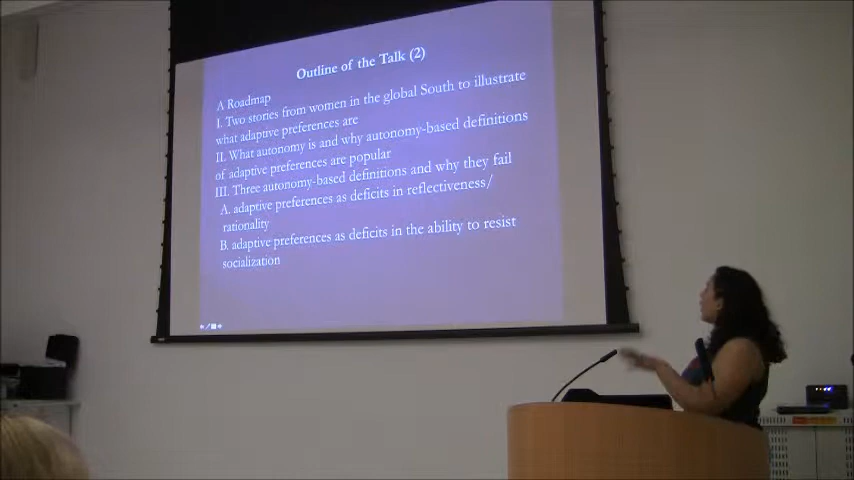 Outline of the Talk (2)
A Roadmap
I. Two stories from women in the global South to illustrate
what adaptive preferences are
II. What autonomy is and why autonomy-based definitions
of adaptive preferences are popular
III. Three autonomy-based definitions and why they fail
A. adaptive preferences as deficits in reflectiveness/
rationality
B. adaptive preferences as deficits in the ability to resist
socialization